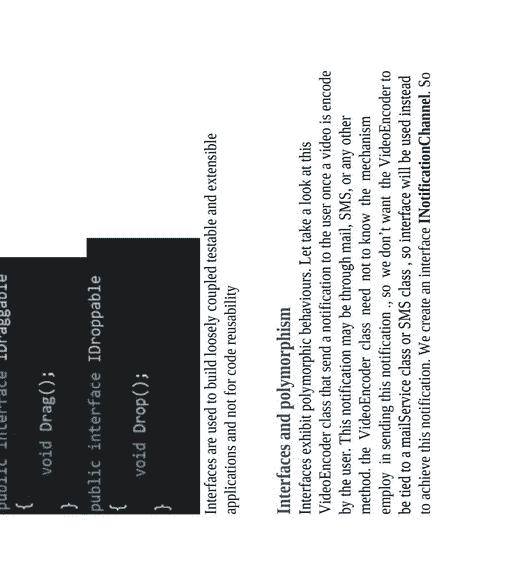 public interface IDraggable
{
void Drag();
}
public interface IDroppable
{
void Drop();
}
Interfaces are used to build loosely coupled testable and extensible
applications and not for code reusability
Interfaces and polymorphism
Interfaces exhibit polymorphic behaviours. Let take a look at this
VideoEncoder class that send a notification to the user once a video is encode
by the user. This notification may be through mail, SMS, or any other
method. the VideoEncoder class need not to know the mechanism
employ in sending this notification ., so we don't want the VideoEncoder to
be tied to a mailService class or SMS class , so interface will be used instead
to achieve this notification. We create an interface INotificationChannel. So